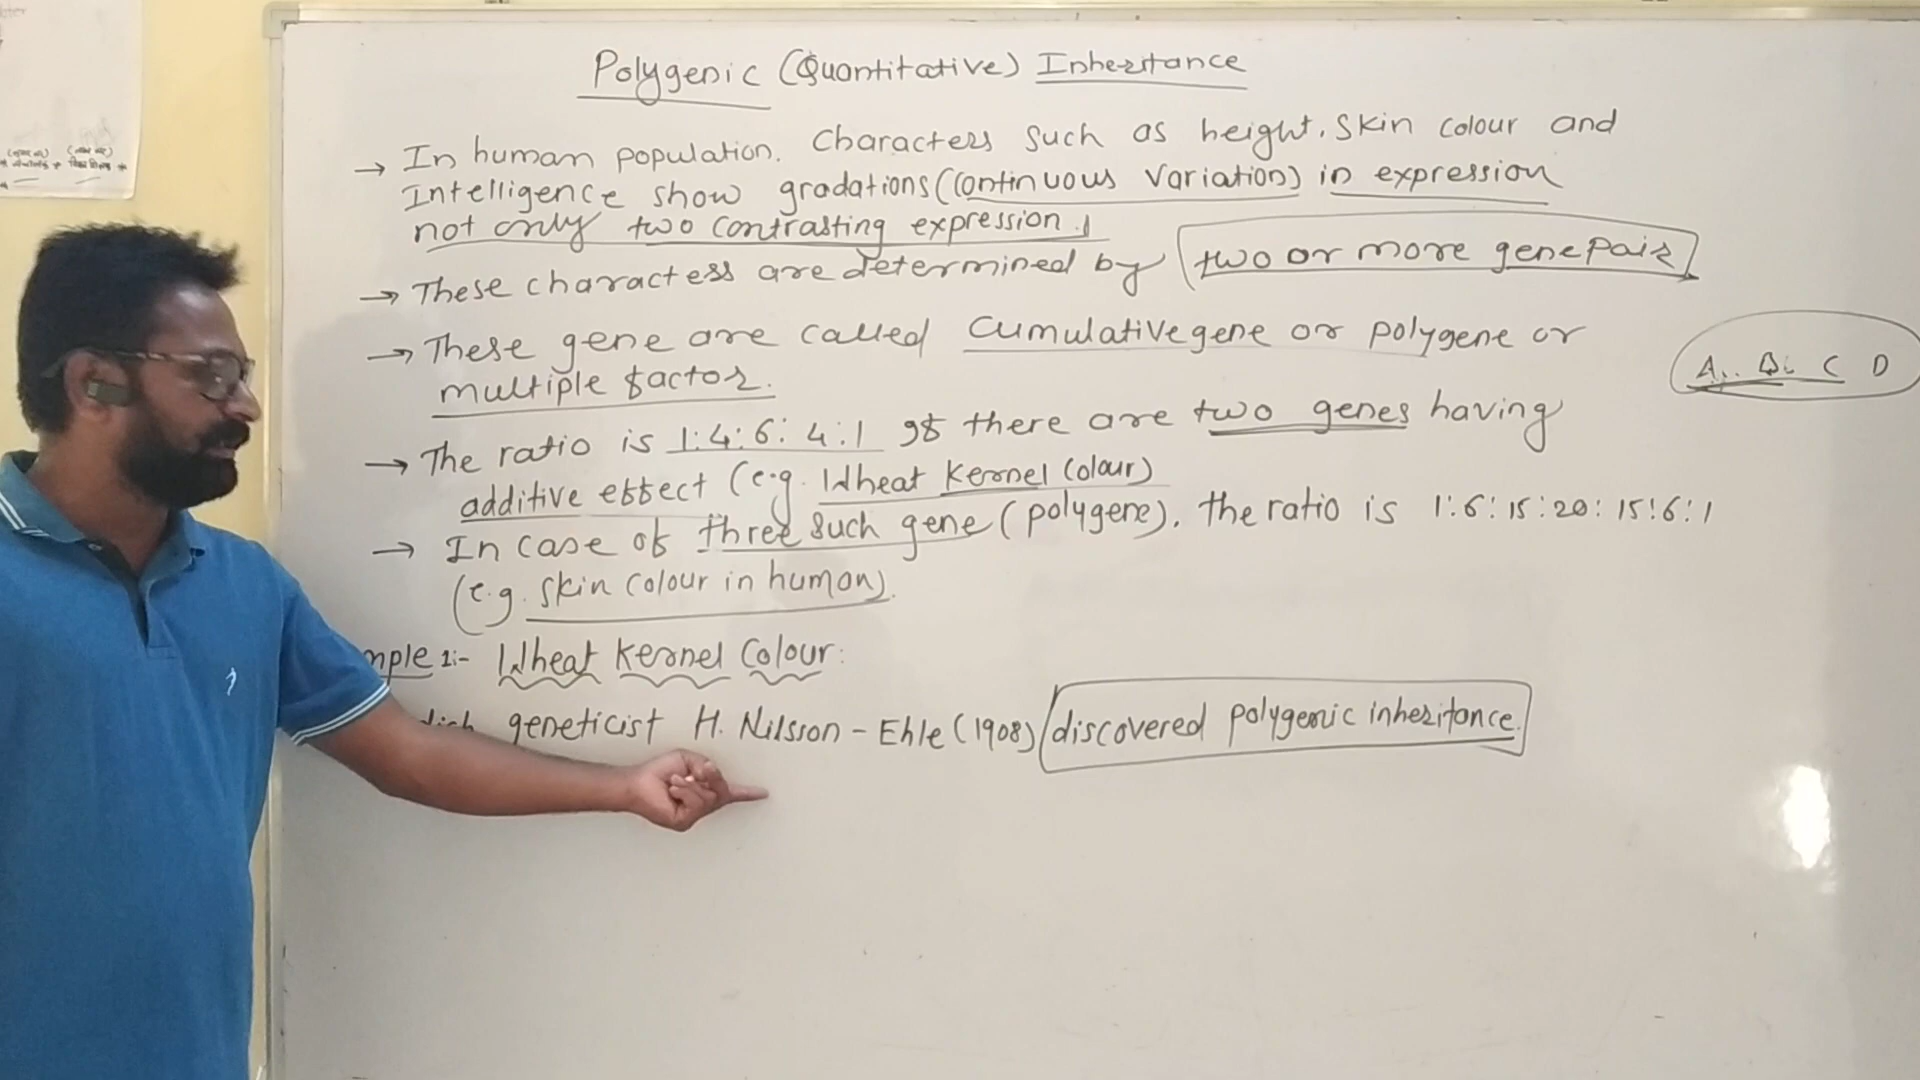 Polygenic (Quantitative) Inheritance
→ In human population, Characters such as height, skin colour and
Intelligence show gradations (Continuous Variation) in expression
not only two contrasting expression.
→ These characters are determined by two or more gene pair
→ These gene are called cumulative gene or polygene or
multiple factor.
A, B, C D
→ The ratio is 1:4:6:4:1 If there are two genes having
additive effect (e.g. Wheat Kernel Colour)
→ In case of three such gene (polygene), the ratio is 1:6:15:20:15:6:1
(e.g. skin colour in human).
mple 1:- Wheat Kernel Colour:
dish geneticist H. Nilsson-Ehle (1908) discovered polygenic inheritance.